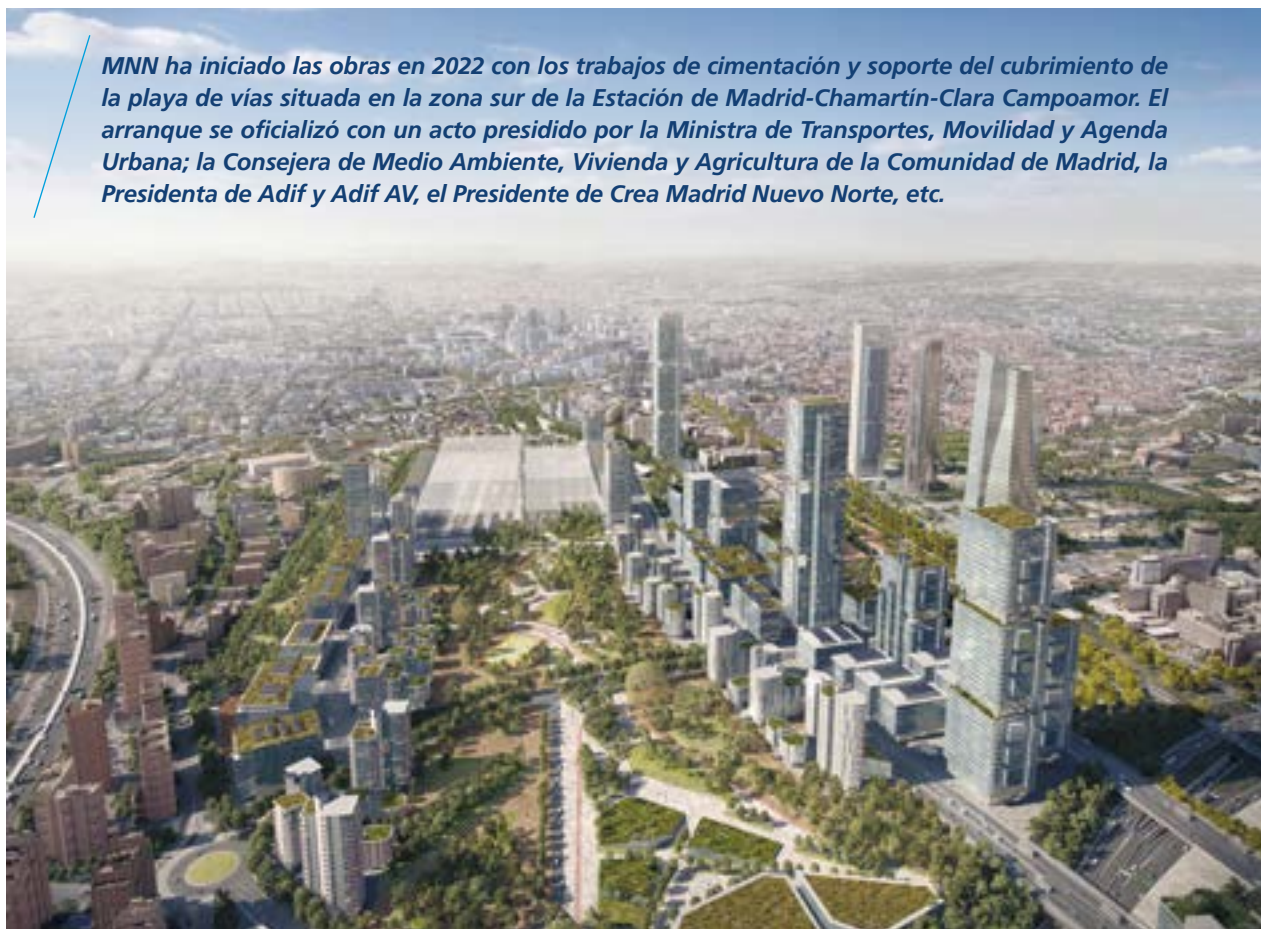 MNN ha iniciado las obras en 2022 con los trabajos de cimentación y soporte del cubrimiento de
la playa de vías situada en la zona sur de la Estación de Madrid-Chamartín-Clara Campoamor. El
arranque se oficializó con un acto presidido por la Ministra de Transportes, Movilidad y Agenda
Urbana; la Consejera de Medio Ambiente, Vivienda y Agricultura de la Comunidad de Madrid, la
Presidenta de Adif y Adif AV, el Presidente de Crea Madrid Nuevo Norte, etc.